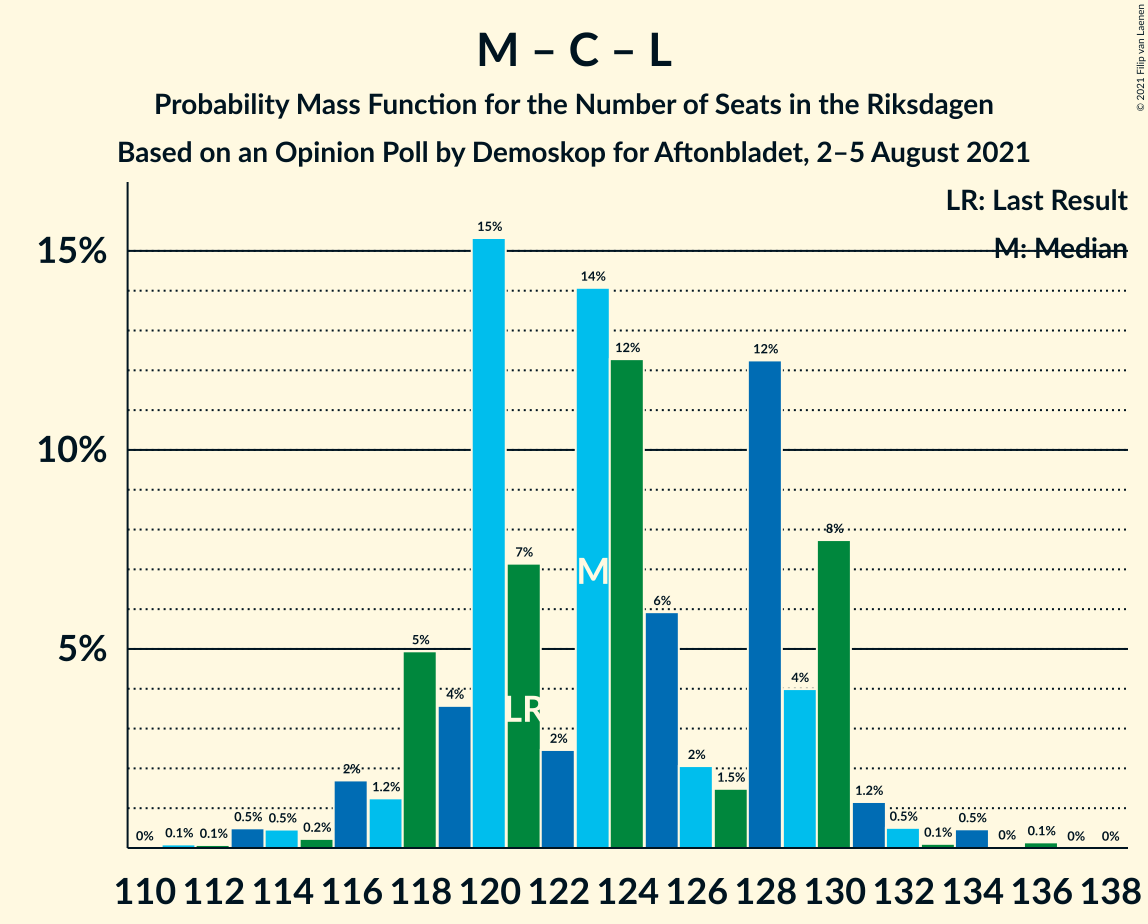 M – C – L
Probability Mass Function for the Number of Seats in the Riksdagen
Based on an Opinion Poll by Demoskop for Aftonbladet, 2–5 August 2021
© 2021 Filip van Laenen
LR: Last Result
M: Median
15%
10%
5%
0% 0.1% 0.1% 0.5% 0.5% 0.2% 2% 1.2% 5% 4% 15% 7% 2% 14% 12% 6% 2% 1.5% 12% 4% 8% 1.2% 0.5% 0.1% 0.5% 0% 0.1% 0% 0%
M
LR
110 112 114 116 118 120 122 124 126 128 130 132 134 136 138